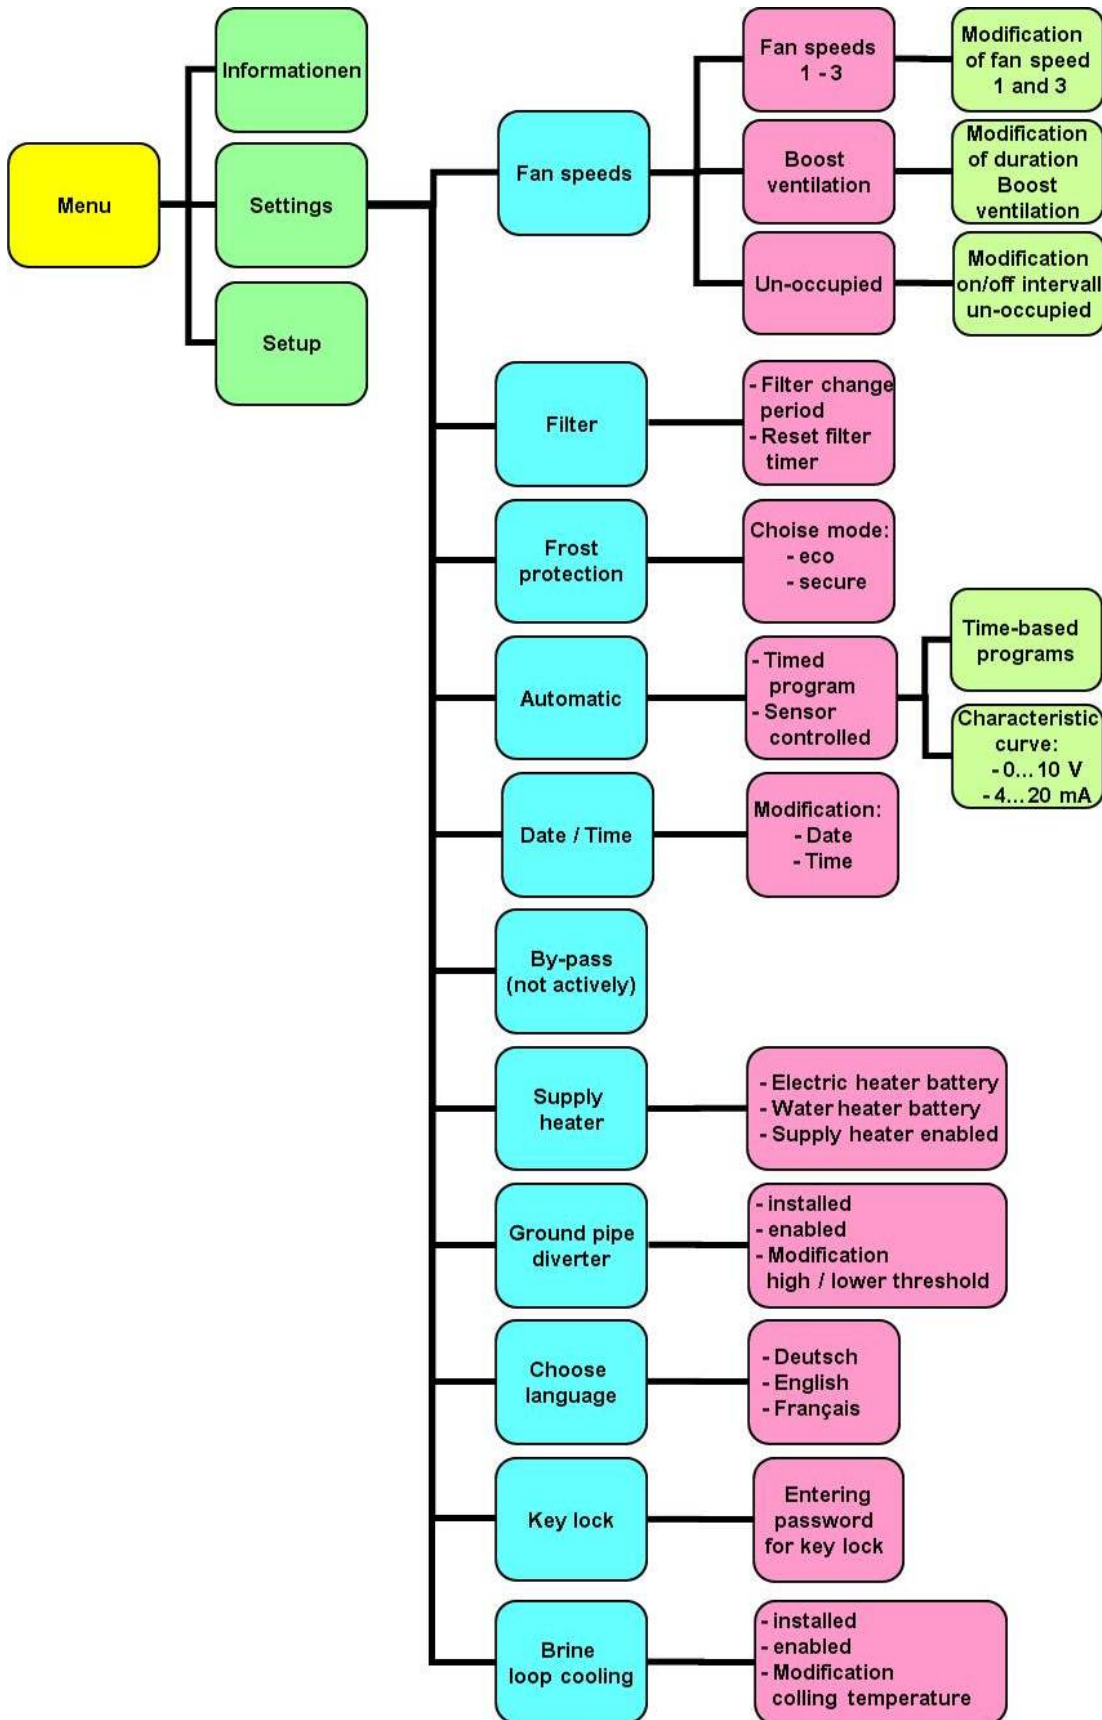 Menu
Informationen
Settings
Setup
Fan speeds
Fan speeds
1 - 3
Modification
of fan speed
1 and 3
Boost
ventilation
Modification
of duration
Boost
ventilation
Un-occupied
Modification
on/off intervall
un-occupied
Filter
- Filter change
period
- Reset filter
timer
Frost
protection
Choise mode:
- eco
- secure
Automatic
- Timed
program
- Sensor
controlled
Time-based
programs
Characteristic
curve:
- 0... 10 V
- 4... 20 mA
Date / Time
Modification:
- Date
- Time
By-pass
(not actively)
Supply
heater
- Electric heater battery
- Water heater battery
- Supply heater enabled
Ground pipe
diverter
- installed
- enabled
- Modification
high / lower threshold
Choose
language
- Deutsch
- English
- Français
Key lock
Entering
password
for key lock
Brine
loop cooling
- installed
- enabled
- Modification
colling temperature